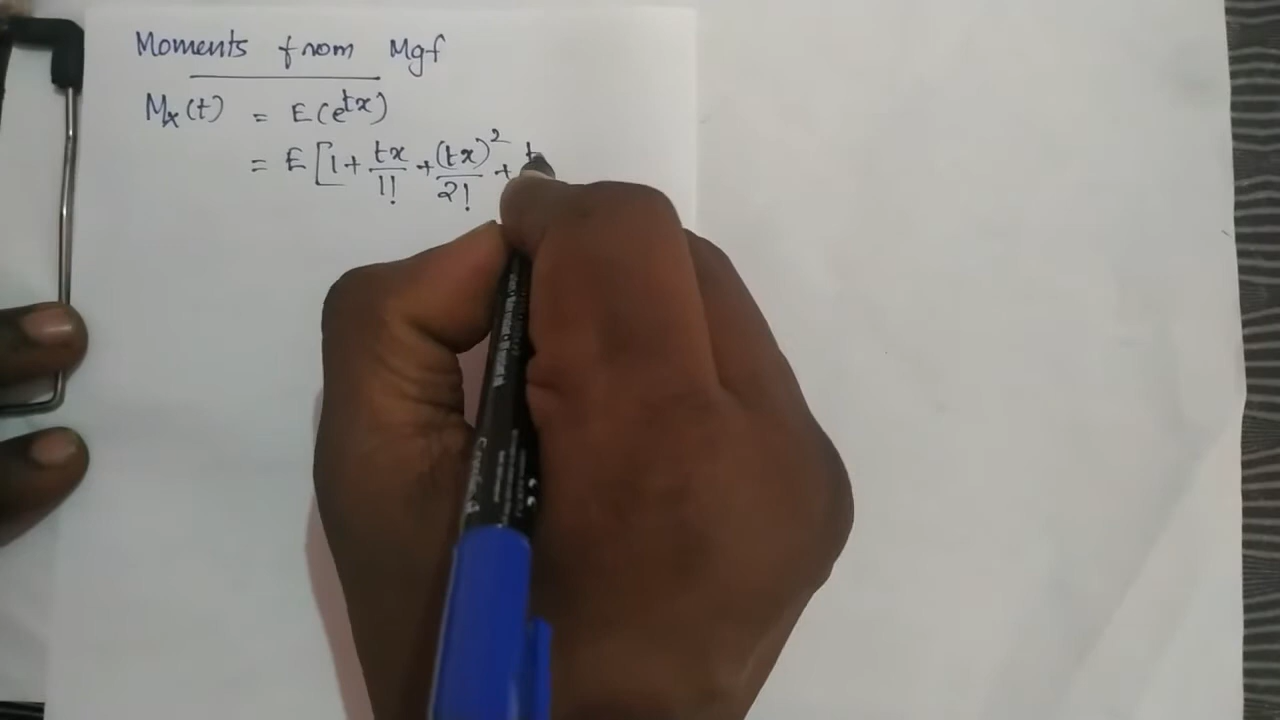 Moments from Mgf
Mx(t) = E(e^tx)
= E[1 + tx/1! + (tx)^2/2! + t